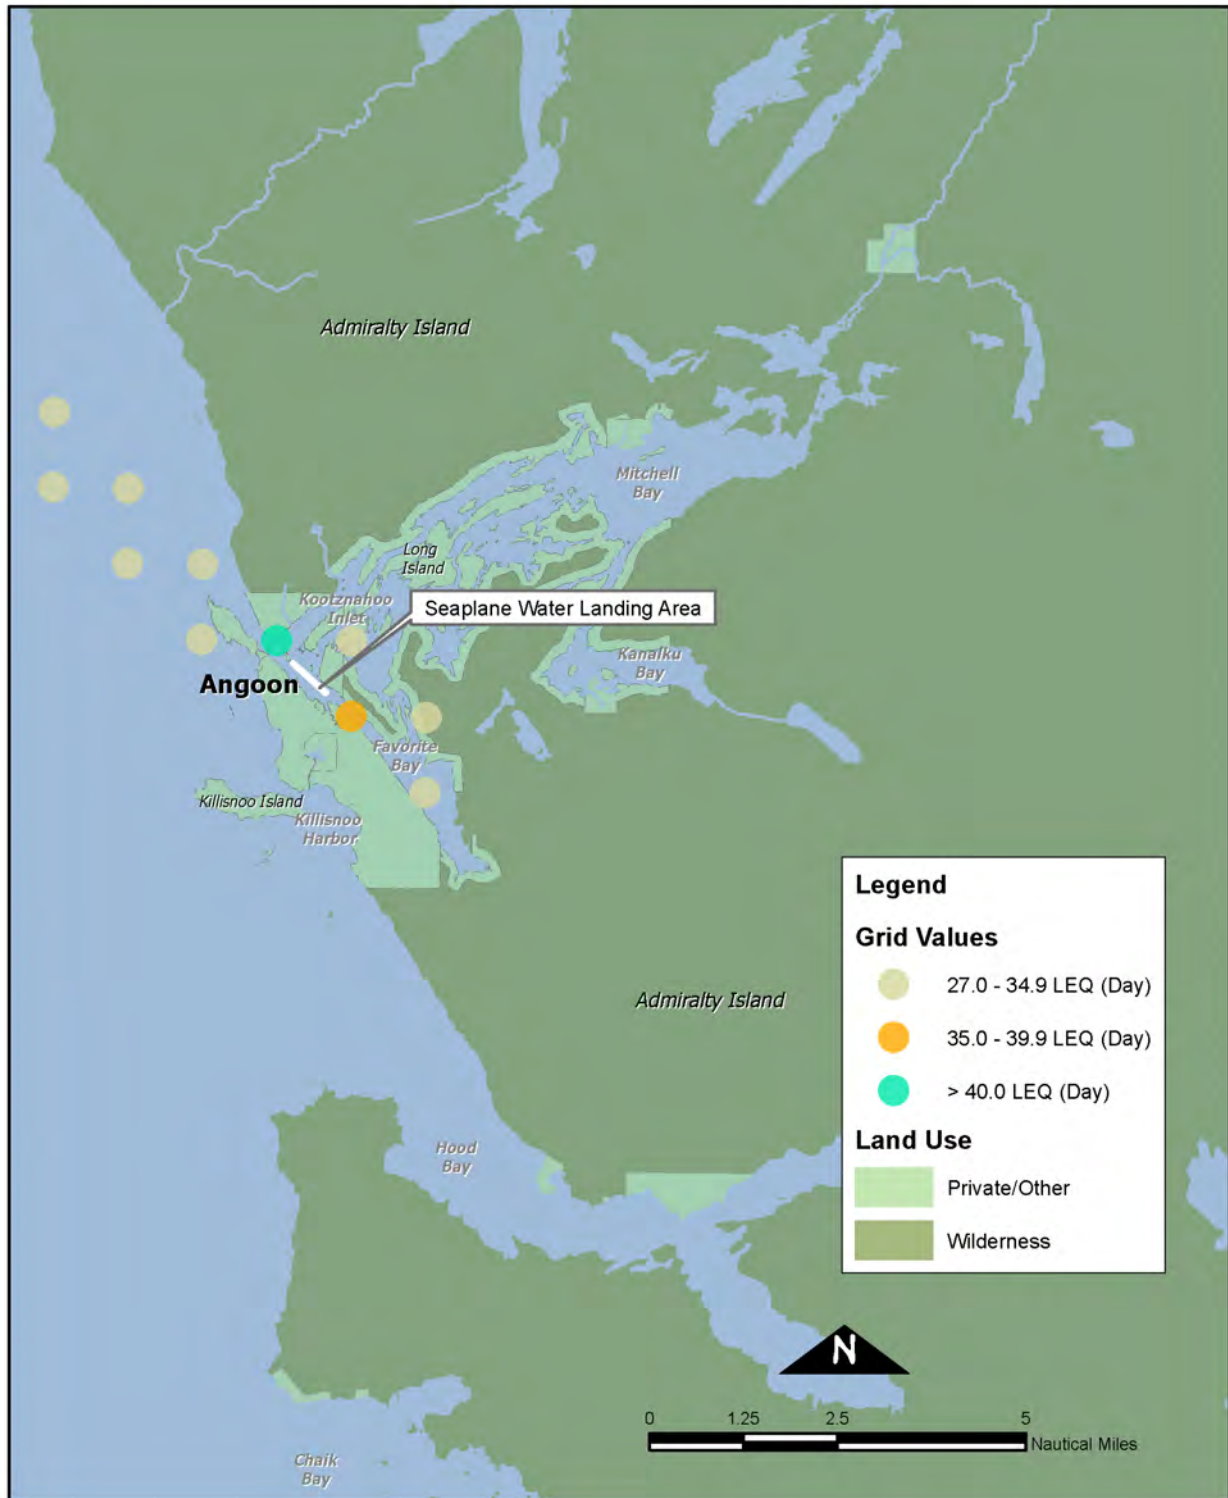 Admiralty Island
Mitchell
Bay
Long
Island
Kootznahoo
Inlet
Seaplane Water Landing Area
Kanalku
Bay
Angoon
Favorite
Bay
Killisnoo Island
Killisnoo
Harbor
Legend
Grid Values
27.0 - 34.9 LEQ (Day)
35.0 - 39.9 LEQ (Day)
> 40.0 LEQ (Day)
Land Use
Private/Other
Wilderness
Admiralty Island
Hood
Bay
N
0 1.25 2.5 5
Nautical Miles
Chaik
Bay